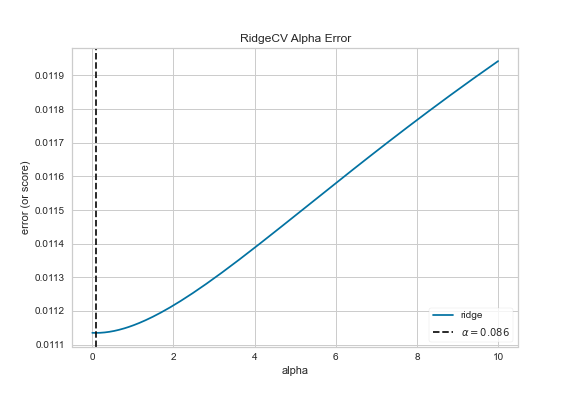 RidgeCV Alpha Error
error (or score)
0.0119
0.0118
0.0117
0.0116
0.0115
0.0114
0.0113
0.0112
0.0111
ridge
α = 0.086
0 2 4 6 8 10
alpha